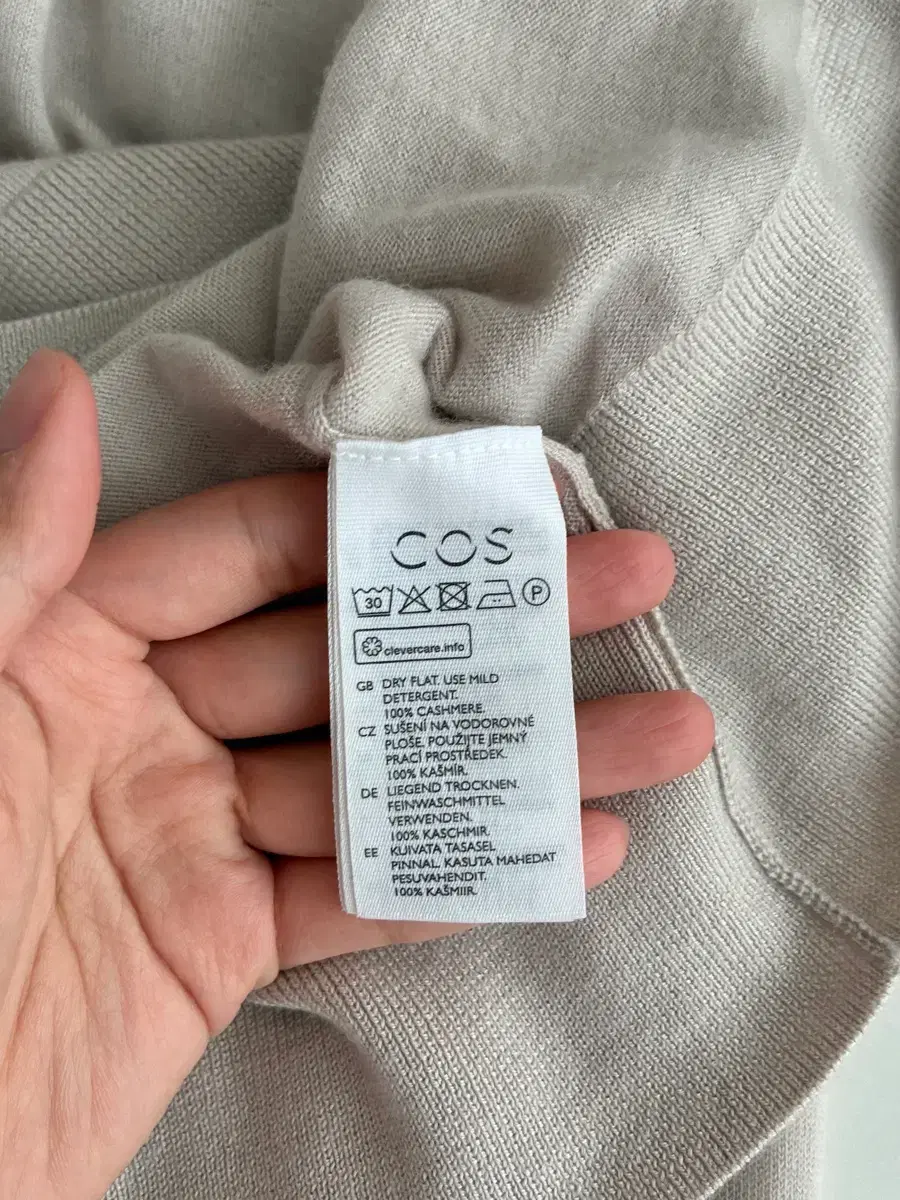 COS
30 P
clevercare.info
GB DRY FLAT. USE MILD
DETERGENT.
100% CASHMERE.
CZ SUŠENÍ NA VODOROVNÉ
PLOŠE. POUŽIJTE JEMNÝ
PRACÍ PROSTŘEDEK.
100% KAŠMÍR.
DE LIEGEND TROCKNEN.
FEINWASCHMITTEL
VERWENDEN.
100% KASCHMIR.
EE KUIVATA TASASEL
PINNAL. KASUTA MAHEDAT
PESUVAHENDIT.
100% KAŠMIIR.